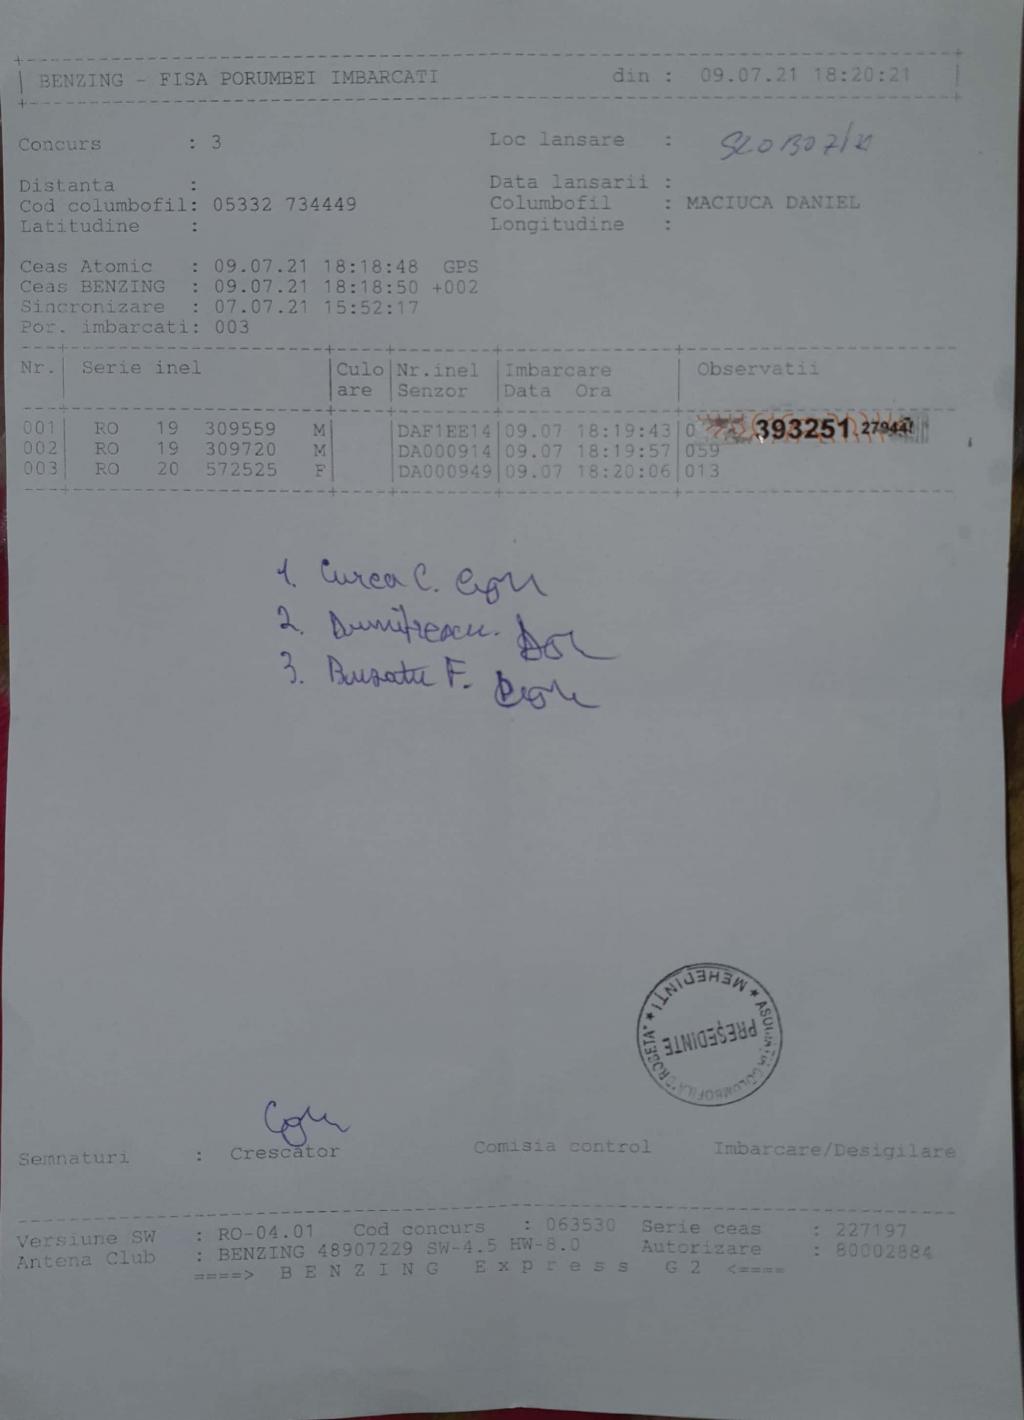 BENZING - FISA PORUMBEI IMBARCATI din : 09.07.21 18:20:21
Concurs : 3 Loc lansare : SLOBOZIA
Distanta : Data lansarii :
Cod columbofil: 05332 734449 Columbofil : MACIUCA DANIEL
Latitudine : Longitudine :
Ceas Atomic : 09.07.21 18:18:48 GPS
Ceas BENZING : 09.07.21 18:18:50 +002
Sincronizare : 07.07.21 15:52:17
Por. imbarcati: 003
Nr. Serie inel Culo Nr.inel Imbarcare Observatii
are Senzor Data Ora
001 RO 19 309559 M DAF1EE14 09.07 18:19:43 0 393251 27944
002 RO 19 309720 M DA000914 09.07 18:19:57 059
003 RO 20 572525 F DA000949 09.07 18:20:06 013
1. Curea C.
2. Dumitrescu.
3. Buzatu F.
MEHEDINTI
PREȘEDINTE
Semnaturi : Crescator Comisia control Imbarcare/Desigilare
Versiune SW : RO-04.01 Cod concurs : 063530 Serie ceas : 227197
Antena Club : BENZING 48907229 SW-4.5 HW-8.0 Autorizare : 80002884
====> B E N Z I N G E x p r e s s G 2 <====